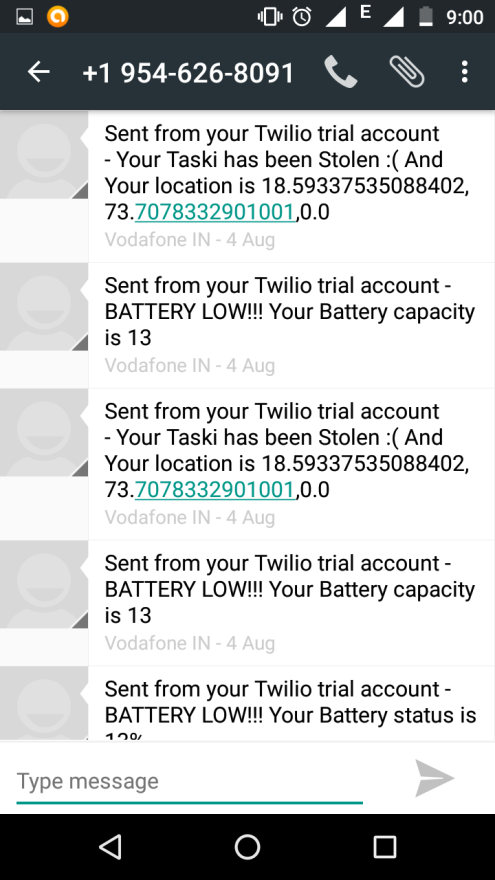 E 9:00
+1 954-626-8091
Sent from your Twilio trial account
- Your Taski has been Stolen :( And
Your location is 18.59337535088402,
73.7078332901001,0.0
Vodafone IN - 4 Aug
Sent from your Twilio trial account -
BATTERY LOW!!! Your Battery capacity
is 13
Vodafone IN - 4 Aug
Sent from your Twilio trial account
- Your Taski has been Stolen :( And
Your location is 18.59337535088402,
73.7078332901001,0.0
Vodafone IN - 4 Aug
Sent from your Twilio trial account -
BATTERY LOW!!! Your Battery capacity
is 13
Vodafone IN - 4 Aug
Sent from your Twilio trial account -
BATTERY LOW!!! Your Battery status is
Type message